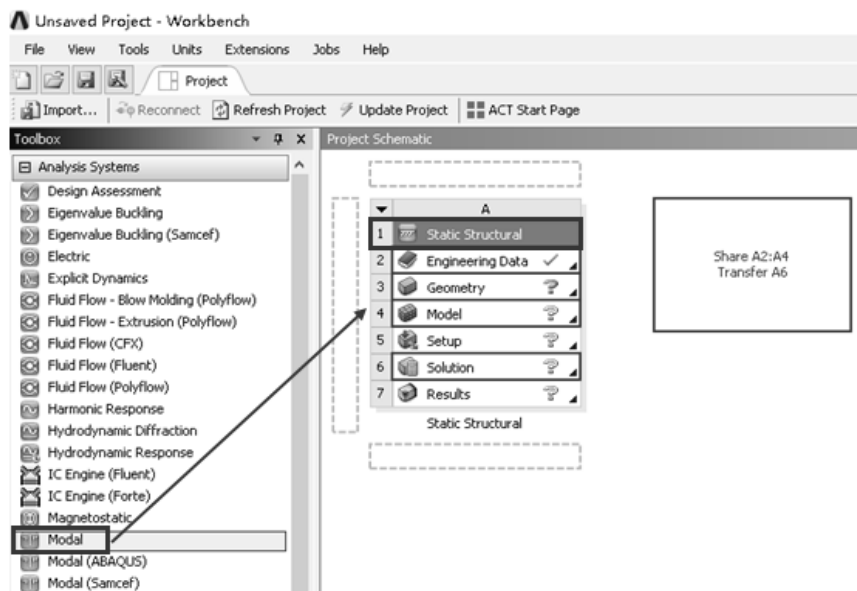 Unsaved Project - Workbench
File View Tools Units Extensions Jobs Help
Project
Import... Reconnect Refresh Project Update Project ACT Start Page
Toolbox
Project Schematic
Analysis Systems
Design Assessment
Eigenvalue Buckling
Eigenvalue Buckling (Samcef)
Electric
Explicit Dynamics
Fluid Flow - Blow Molding (Polyflow)
Fluid Flow - Extrusion (Polyflow)
Fluid Flow (CFX)
Fluid Flow (Fluent)
Fluid Flow (Polyflow)
Harmonic Response
Hydrodynamic Diffraction
Hydrodynamic Response
IC Engine (Fluent)
IC Engine (Forte)
Magnetostatic
Modal
Modal (ABAQUS)
Modal (Samcef)
A
1 Static Structural
2 Engineering Data
3 Geometry
4 Model
5 Setup
6 Solution
7 Results
Static Structural
Share A2:A4
Transfer A6